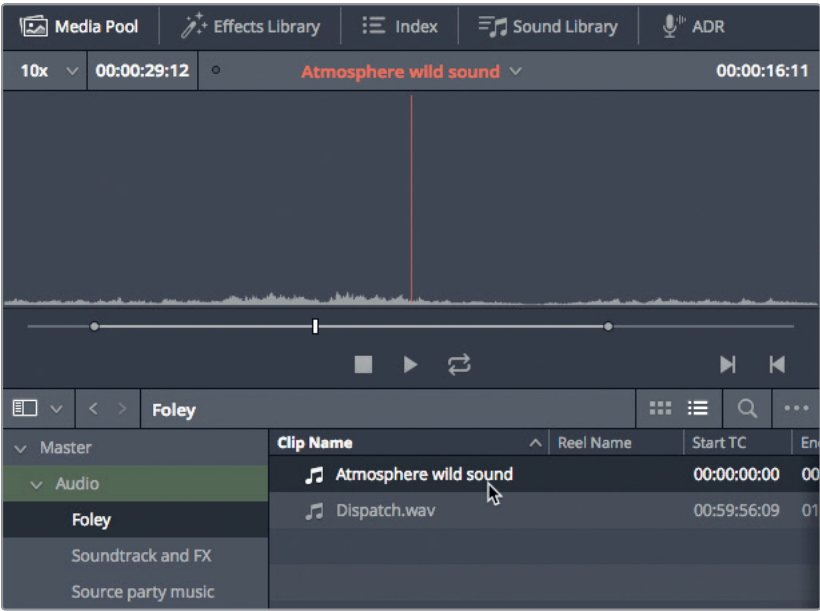 Media Pool Effects Library Index Sound Library ADR
10x 00:00:29:12 Atmosphere wild sound 00:00:16:11
Foley
Master
Audio
Foley
Soundtrack and FX
Source party music
Clip Name Reel Name Start TC
Atmosphere wild sound 00:00:00:00 00
Dispatch.wav 00:59:56:09 01